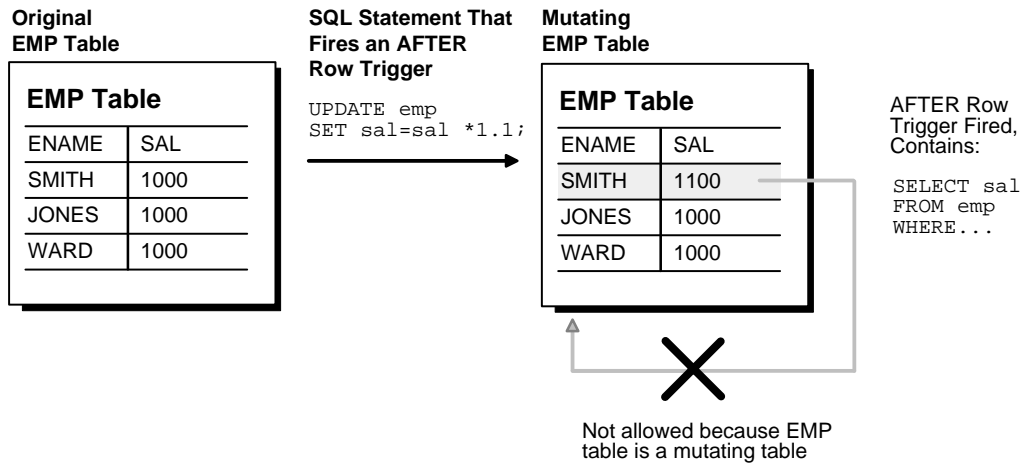 Original
EMP Table
SQL Statement That
Fires an AFTER
Row Trigger
Mutating
EMP Table
EMP Table
ENAME SAL
SMITH 1000
JONES 1000
WARD 1000
UPDATE emp
SET sal=sal *1.1;
EMP Table
ENAME SAL
SMITH 1100
JONES 1000
WARD 1000
AFTER Row
Trigger Fired,
Contains:
SELECT sal
FROM emp
WHERE...
Not allowed because EMP
table is a mutating table